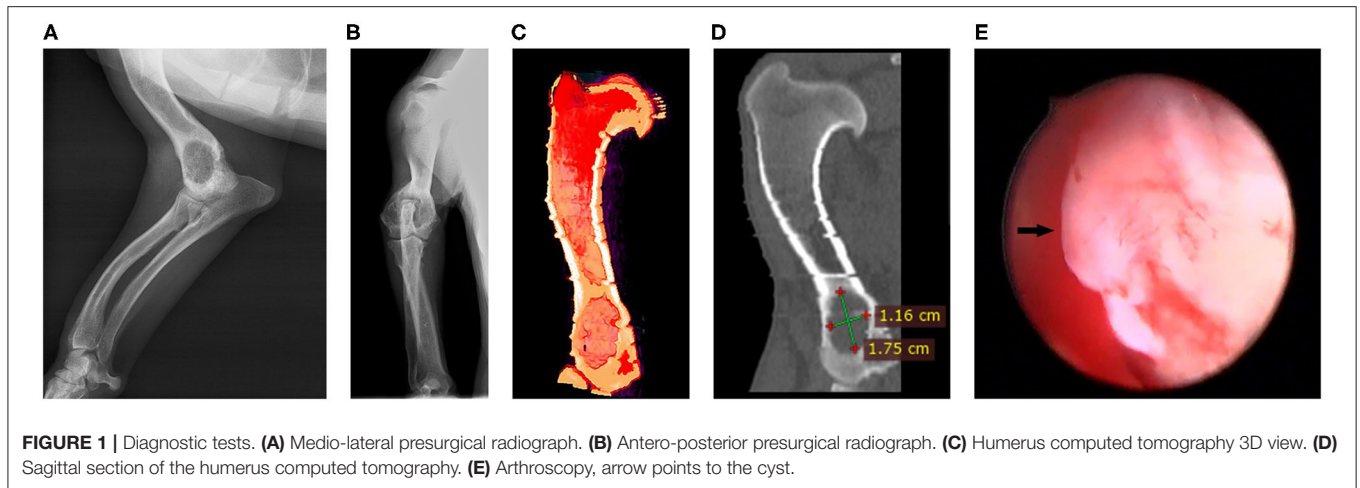 A
B
C
D
E
1.16 cm
1.75 cm
FIGURE 1 | Diagnostic tests. (A) Medio-lateral presurgical radiograph. (B) Antero-posterior presurgical radiograph. (C) Humerus computed tomography 3D view. (D)
Sagittal section of the humerus computed tomography. (E) Arthroscopy, arrow points to the cyst.